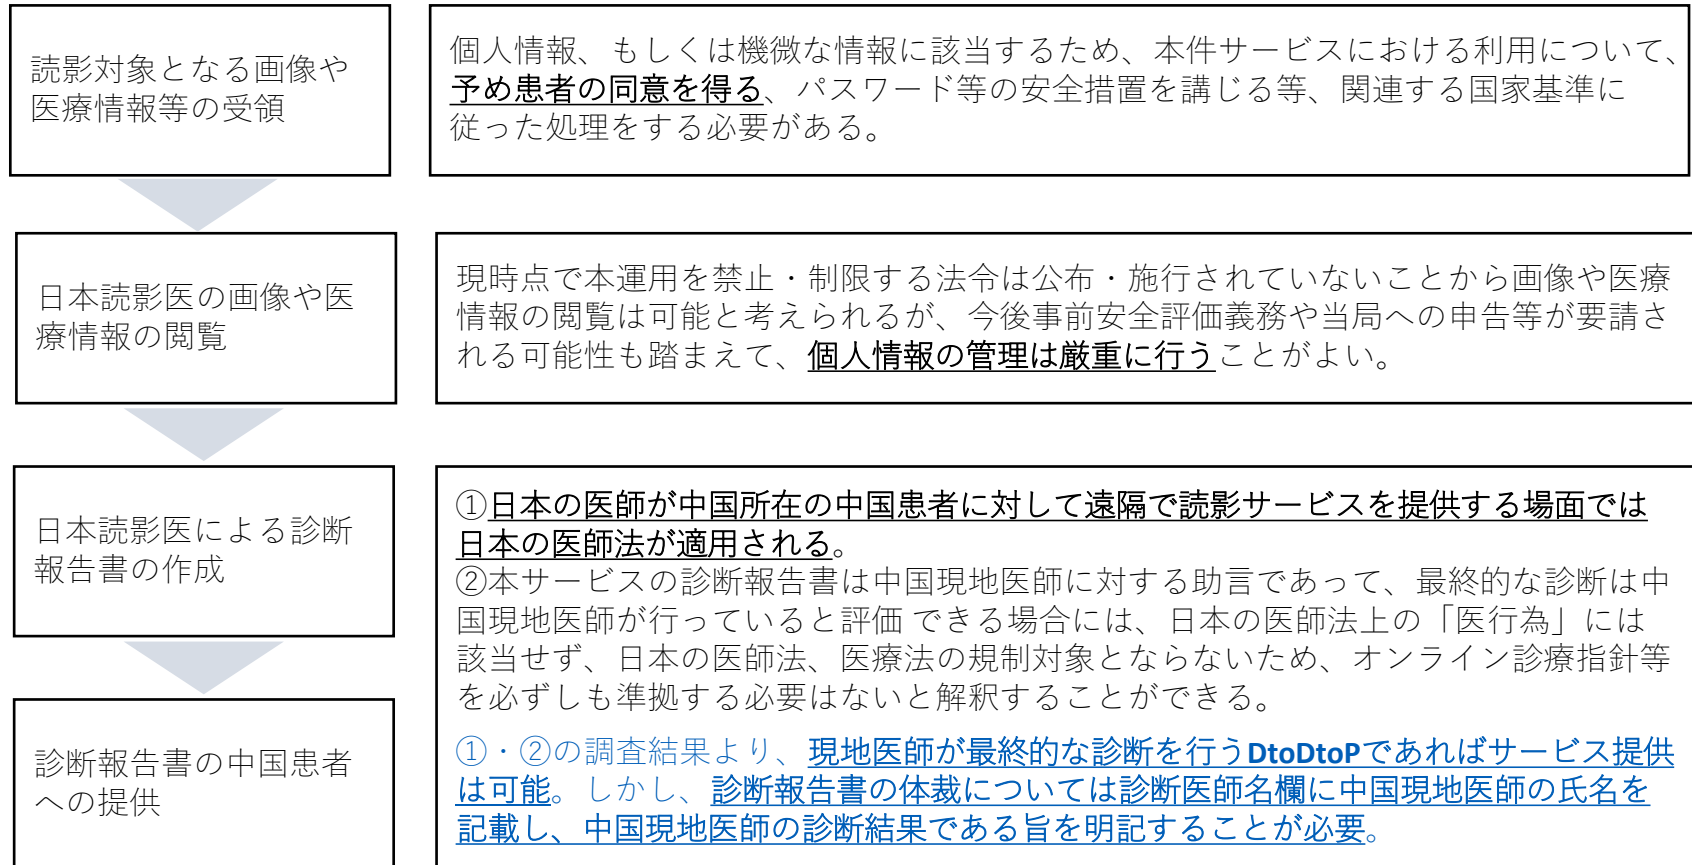 読影対象となる画像や
医療情報等の受領
個人情報、もしくは機微な情報に該当するため、本件サービスにおける利用について、
予め患者の同意を得る、パスワード等の安全措置を講じる等、関連する国家基準に
従った処理をする必要がある。
日本読影医の画像や医
療情報の閲覧
現時点で本運用を禁止・制限する法令は公布・施行されていないことから画像や医療
情報の閲覧は可能と考えられるが、今後事前安全評価義務や当局への申告等が要請さ
れる可能性も踏まえて、個人情報の管理は厳重に行うことがよい。
日本読影医による診断
報告書の作成
①日本の医師が中国所在の中国患者に対して遠隔で読影サービスを提供する場面では
日本の医師法が適用される。
②本サービスの診断報告書は中国現地医師に対する助言であって、最終的な診断は中
国現地医師が行っていると評価 できる場合には、日本の医師法上の「医行為」には
該当せず、日本の医師法、医療法の規制対象とならないため、オンライン診療指針等
を必ずしも準拠する必要はないと解釈することができる。
診断報告書の中国患者
への提供
①・②の調査結果より、現地医師が最終的な診断を行うDtoDtoPであればサービス提供
は可能。しかし、診断報告書の体裁については診断医師名欄に中国現地医師の氏名を
記載し、中国現地医師の診断結果である旨を明記することが必要。